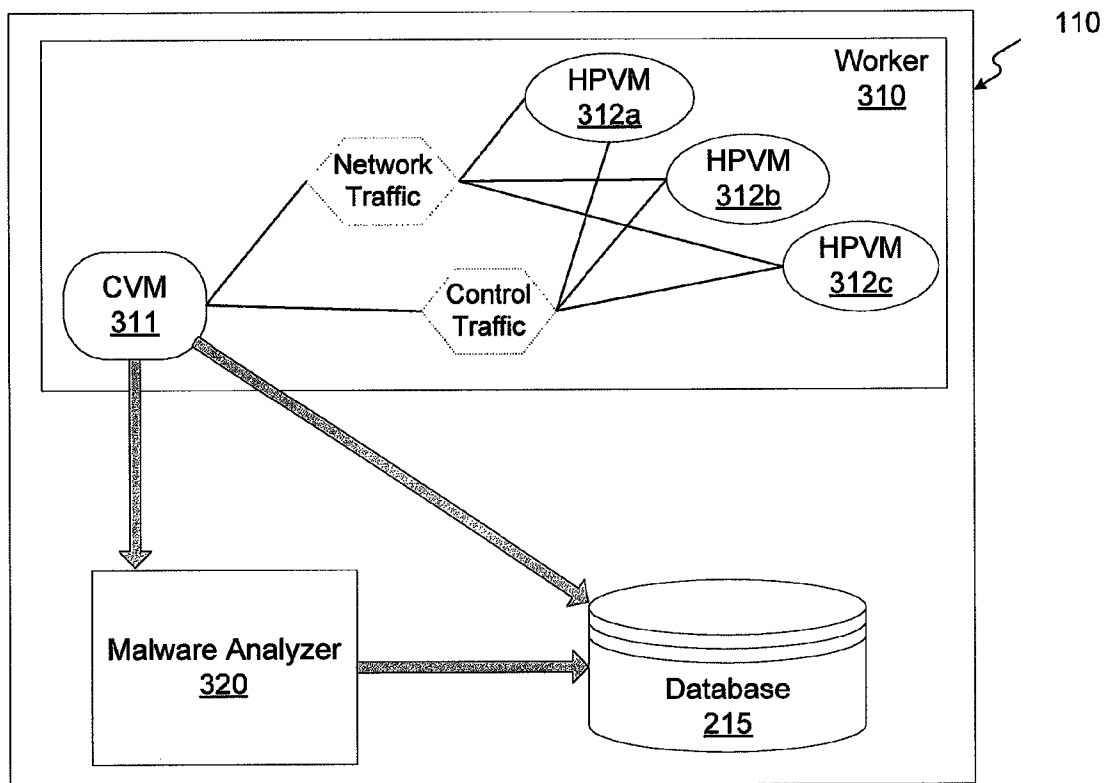 110
Worker
310
HPVM
312a
Network
Traffic
HPVM
312b
HPVM
312c
CVM
311
Control
Traffic
Malware Analyzer
320
Database
215